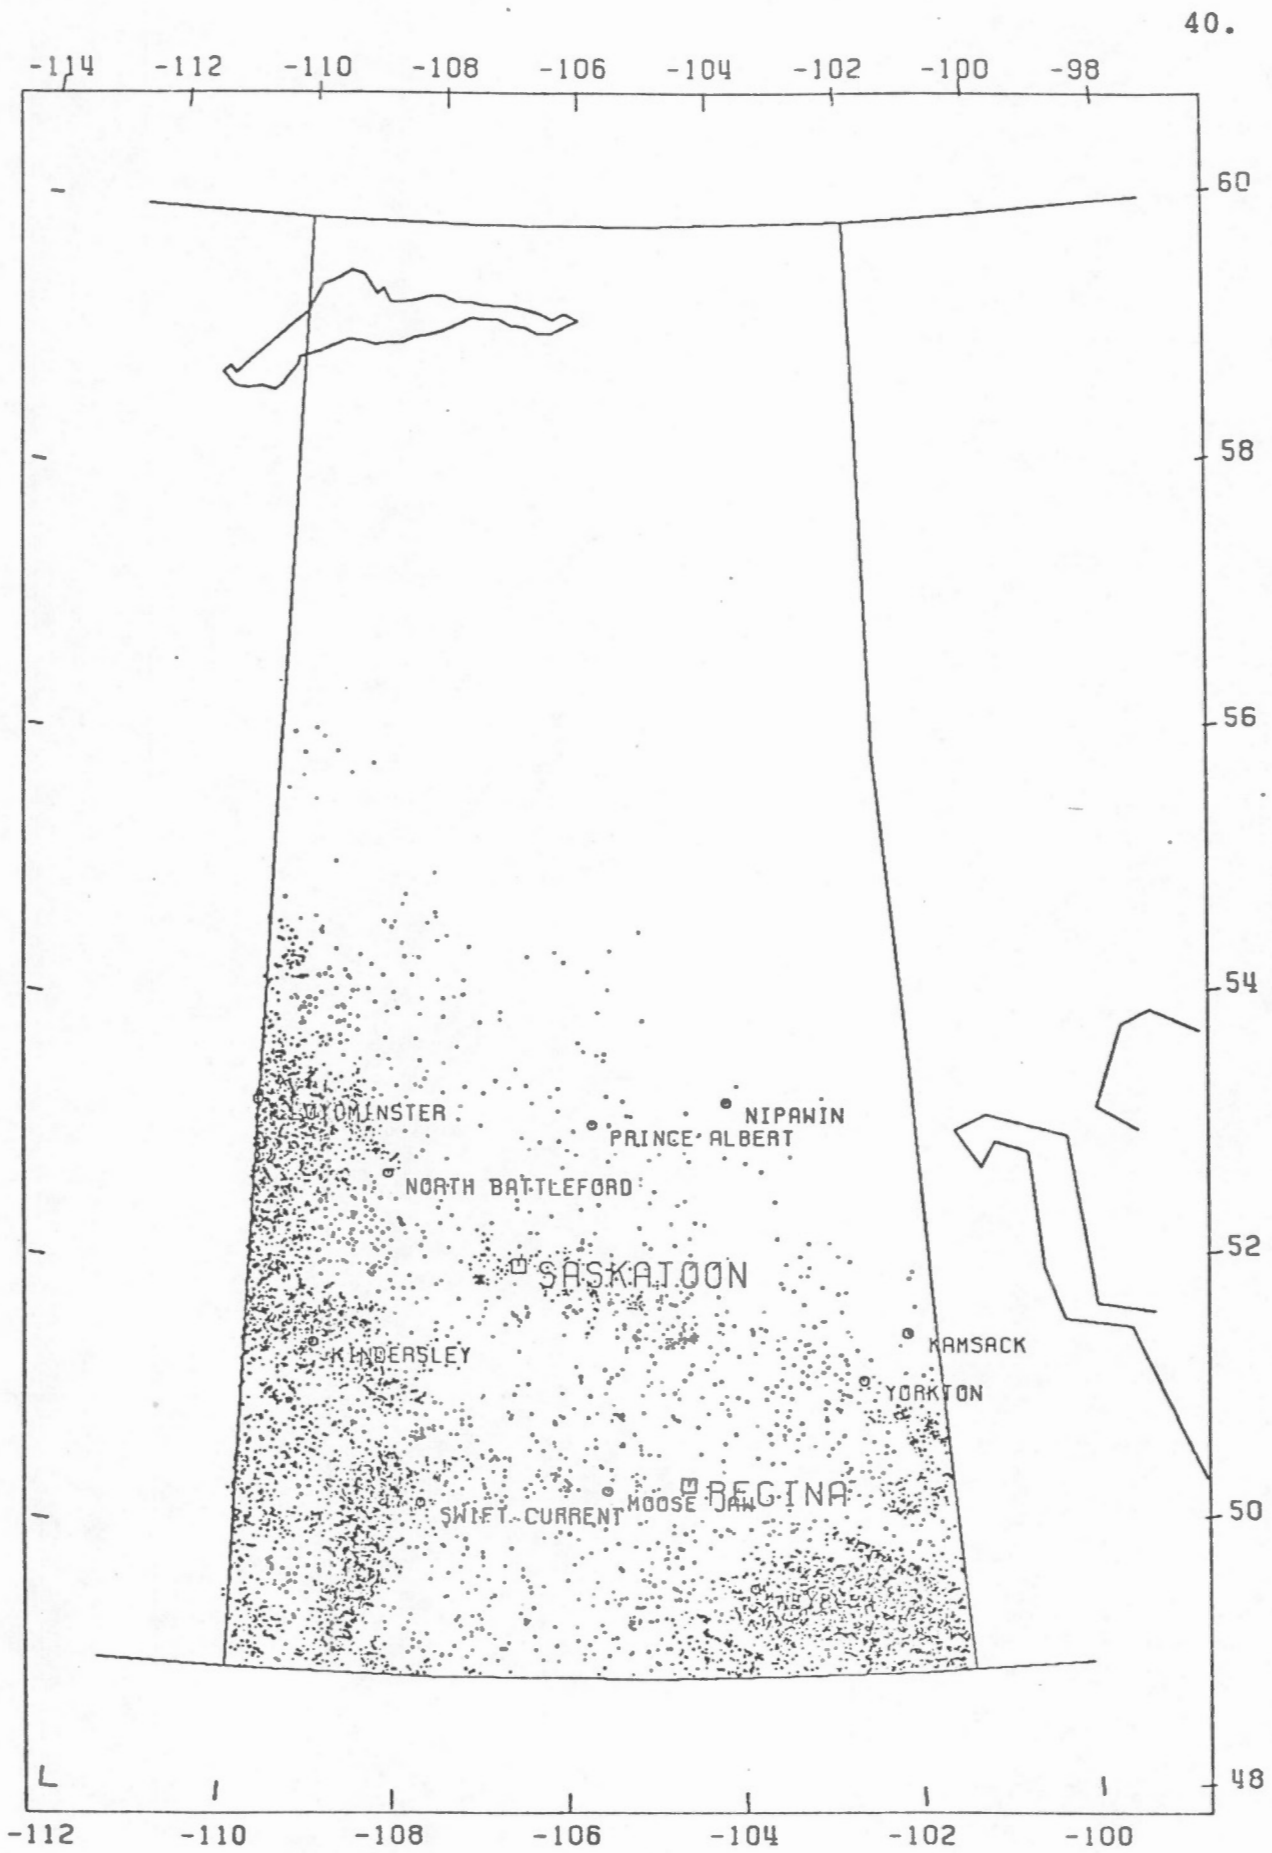 40.
-114 -112 -110 -108 -106 -104 -102 -100 -98
60
58
56
54
LLOYDMINSTER
NIPAWIN
PRINCE ALBERT
NORTH BATTLEFORD
52
SASKATOON
KAMSACK
KINDERSLEY
YORKTON
REGINA
MOOSE JAW
SWIFT CURRENT
50
48
-112 -110 -108 -106 -104 -102 -100